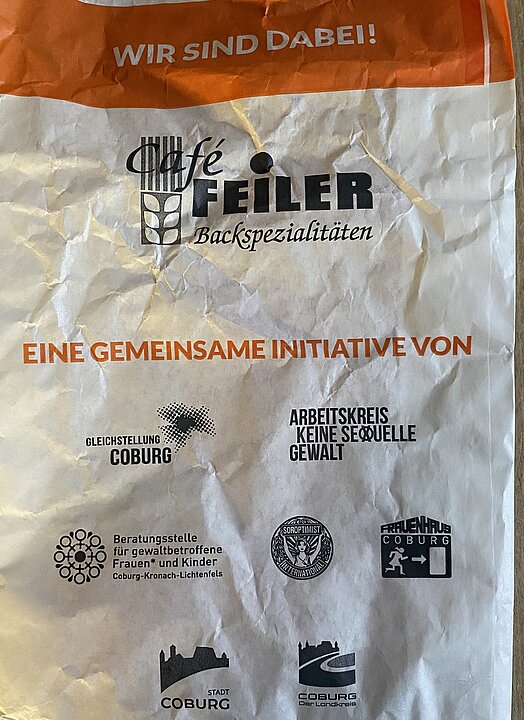 WIR SIND DABEI!
Café
FEILER
Backspezialitäten
EINE GEMEINSAME INITIATIVE VON
GLEICHSTELLUNG
COBURG
ARBEITSKREIS
KEINE SEXUELLE
GEWALT
Beratungsstelle
für gewaltbetroffene
Frauen* und Kinder
Coburg-Kronach-Lichtenfels
SOROPTIMIST
INTERNATIONAL
FRAUENHAUS
COBURG
STADT
COBURG
COBURG
Der Landkreis